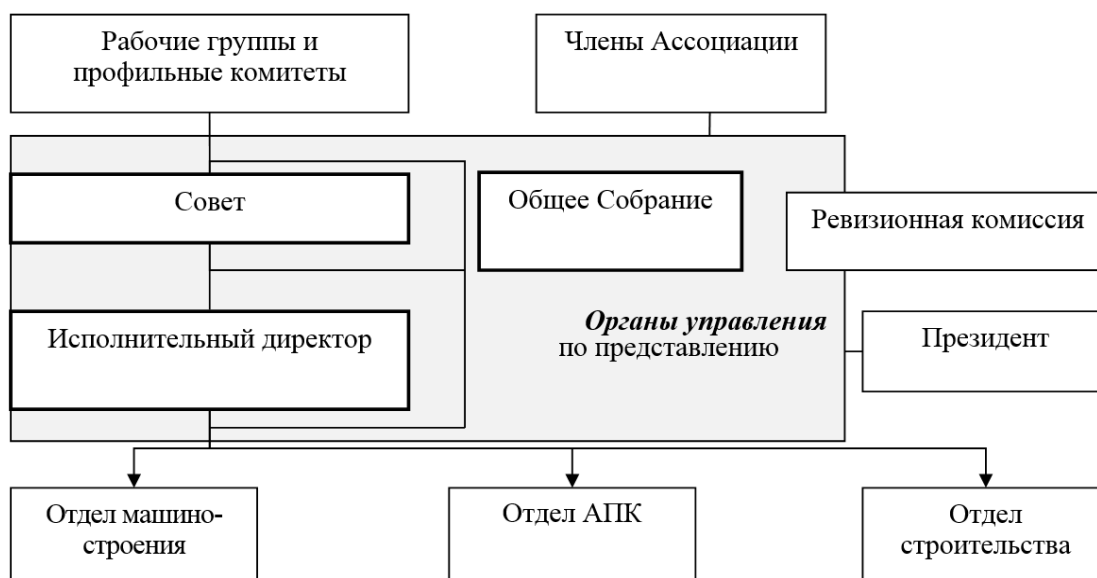 Рабочие группы и
профильные комитеты
Члены Ассоциации
Совет
Общее Собрание
Ревизионная комиссия
Исполнительный директор
Органы управления
по представлению
Президент
Отдел машино-
строения
Отдел АПК
Отдел
строительства